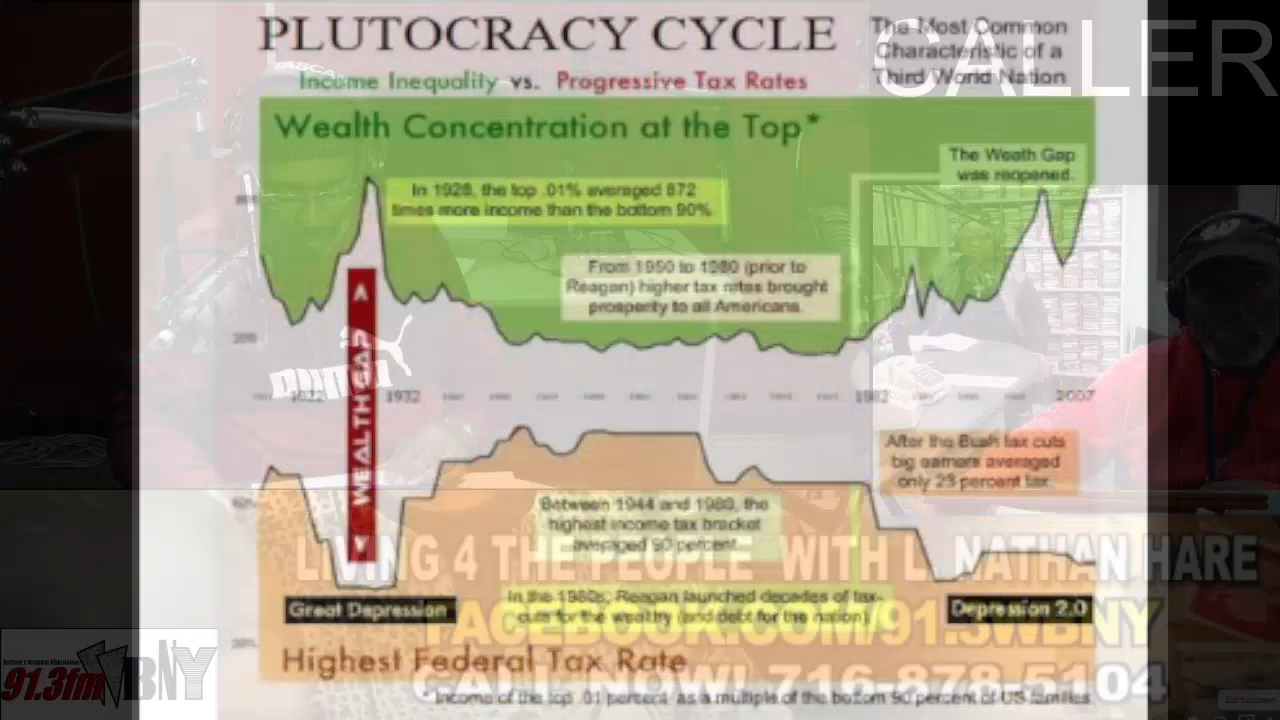 PLUTOCRACY CYCLE
Income Inequality vs. Progressive Tax Rates
The Most Common
Characteristic of a
Third World Nation
CALLER
Wealth Concentration at the Top*
The Weath Gap
was reopened.
In 1928, the top .01% averaged 872
times more income than the bottom 90%
From 1950 to 1980 (prior to
Reagan) higher tax rates brought
prosperity to all Americans.
WEALTH GAP
PUMA
1922 1932 1982 2007
After the Bush tax cuts
big earners averaged
only 23 percent tax
Between 1944 and 1980, the
highest income tax bracket
averaged 90 percent
LIVING 4 THE PEOPLE WITH L. NATHAN HARE
In the 1980s, Reagan launched decades of tax-
cuts for the wealthy (and debt for the nation).
Great Depression
Depression 2.0
FACEBOOK.COM/91.3WBNY
Highest Federal Tax Rate
CALL NOW! 716-878-5104
91.3fm WBNY
*Income of the top .01 percent as a multiple of the bottom 90 percent of US families